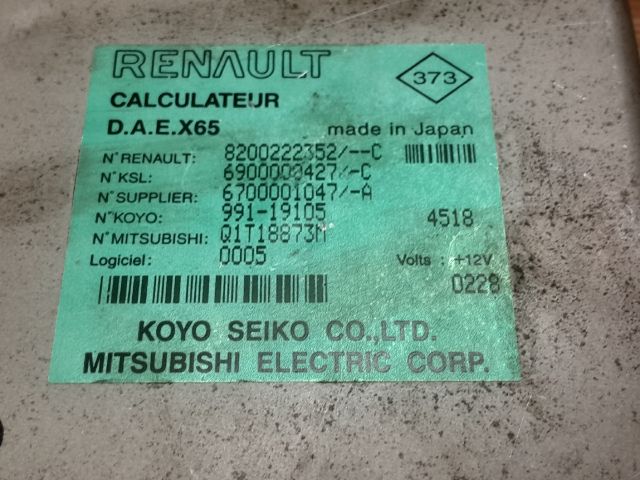 RENAULT
373
CALCULATEUR
D.A.E.X65
made in Japan
N°RENAULT: 8200222352/--C
N°KSL: 6900000427/-C
N°SUPPLIER: 6700001047/-A
N°KOYO: 991-19105
4518
N°MITSUBISHI: Q1T18873M
Logiciel: 0005
Volts : +12V
0228
KOYO SEIKO CO.,LTD.
MITSUBISHI ELECTRIC CORP.